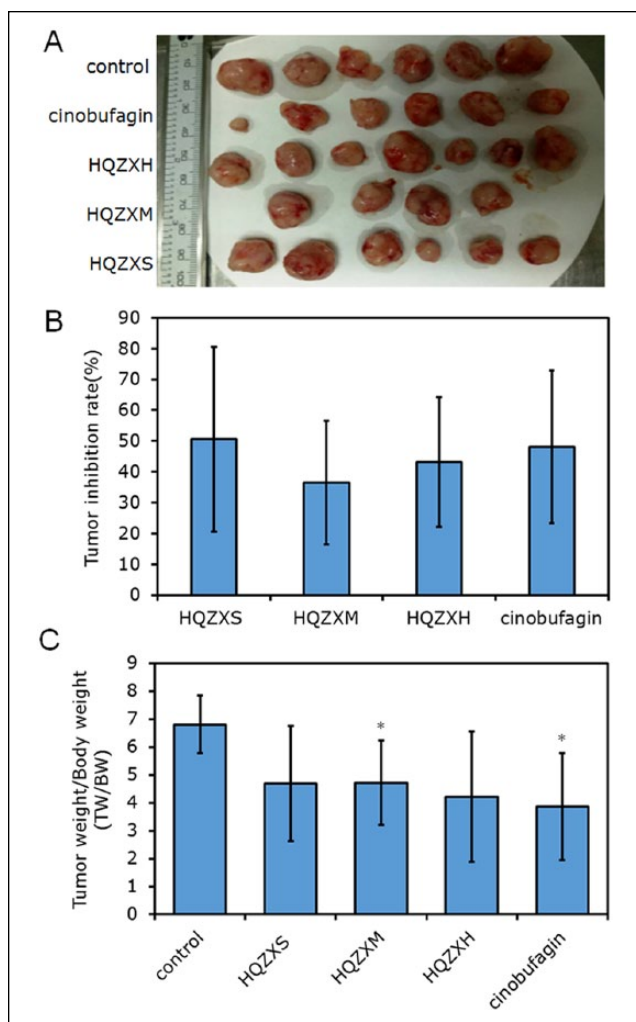 A
control
cinobufagin
HQZXH
HQZXM
HQZXS
B
Tumor inhibition rate(%)
90
80
70
60
50
40
30
20
10
0
HQZXS HQZXM HQZXH cinobufagin
C
Tumor weight/Body weight
(TW/BW)
9
8
7
6
5
4
3
2
1
0
* *
control HQZXS HQZXM HQZXH cinobufagin